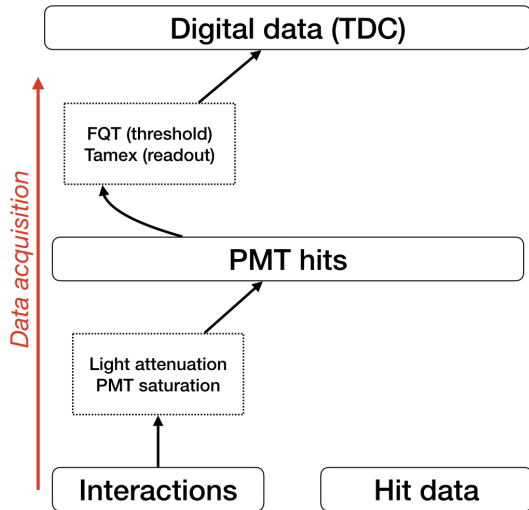 Digital data (TDC)
FQT (threshold)
Tamex (readout)
Data acquisition
PMT hits
Light attenuation
PMT saturation
Interactions
Hit data